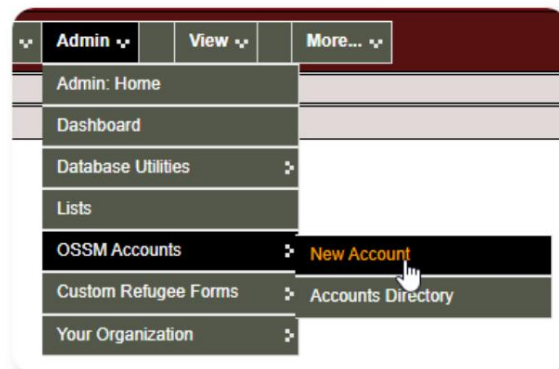 Admin View More...
Admin: Home
Dashboard
Database Utilities
Lists
OSSM Accounts
New Account
Custom Refugee Forms
Accounts Directory
Your Organization